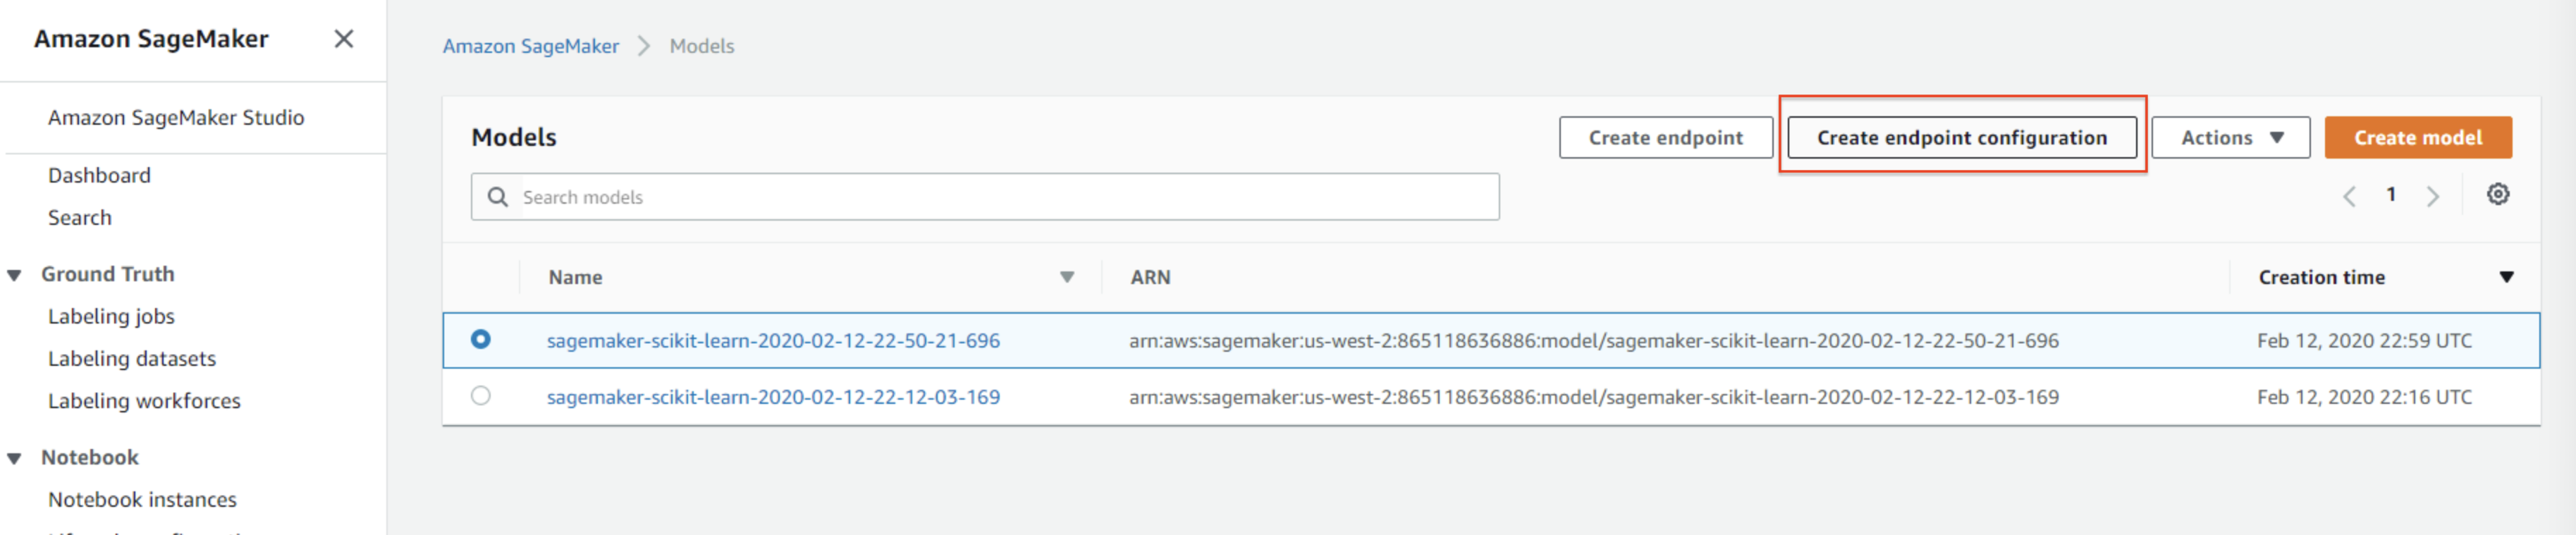 Amazon SageMaker
Amazon SageMaker Studio
Dashboard
Search
Ground Truth
Labeling jobs
Labeling datasets
Labeling workforces
Notebook
Notebook instances
Amazon SageMaker > Models
Models
Create endpoint
Create endpoint configuration
Actions
Create model
Search models
1
Name ARN Creation time
sagemaker-scikit-learn-2020-02-12-22-50-21-696 arn:aws:sagemaker:us-west-2:865118636886:model/sagemaker-scikit-learn-2020-02-12-22-50-21-696 Feb 12, 2020 22:59 UTC
sagemaker-scikit-learn-2020-02-12-22-12-03-169 arn:aws:sagemaker:us-west-2:865118636886:model/sagemaker-scikit-learn-2020-02-12-22-12-03-169 Feb 12, 2020 22:16 UTC